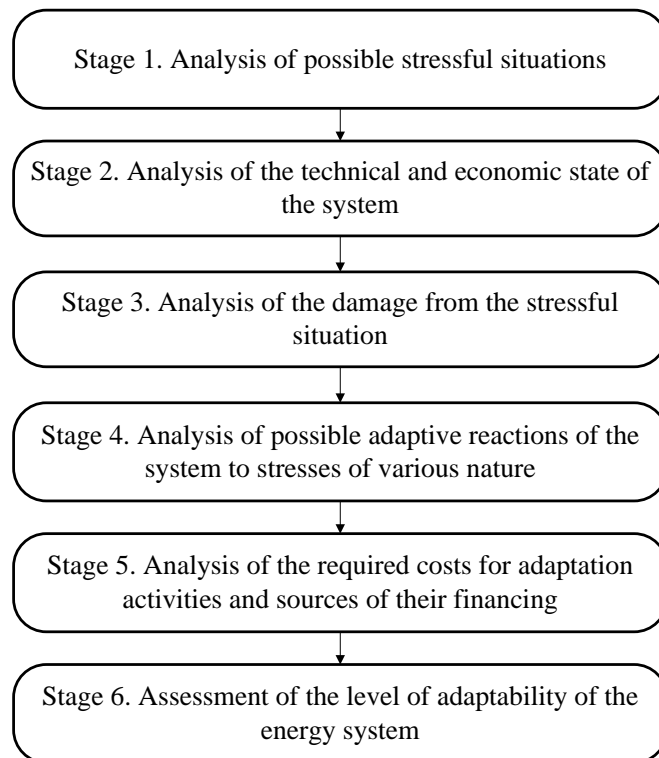 Stage 1. Analysis of possible stressful situations
Stage 2. Analysis of the technical and economic state of
the system
Stage 3. Analysis of the damage from the stressful
situation
Stage 4. Analysis of possible adaptive reactions of the
system to stresses of various nature
Stage 5. Analysis of the required costs for adaptation
activities and sources of their financing
Stage 6. Assessment of the level of adaptability of the
energy system